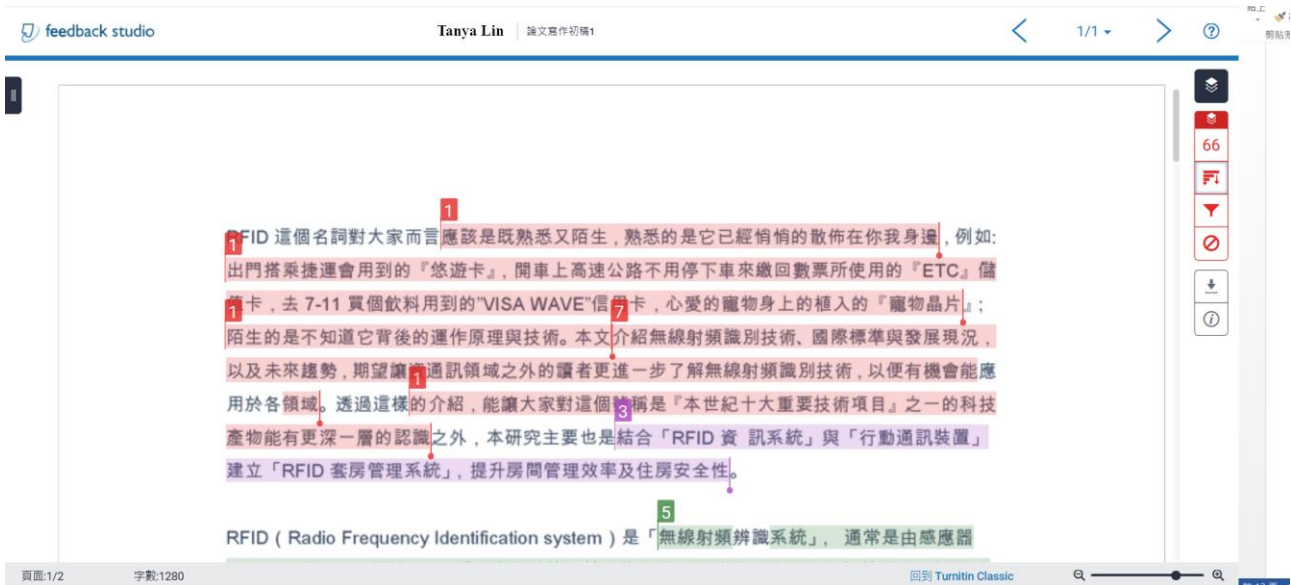 feedback studio
Tanya Lin
論文寫作初稿1
1/1
剪貼簿
66
1
RFID 這個名詞對大家而言應該是既熟悉又陌生,熟悉的是它已經悄悄的散佈在你我身邊,例如:
1
出門搭乘捷運會用到的『悠遊卡』,開車上高速公路不用停下車來繳回數票所使用的『ETC』儲
值卡,去 7-11 買個飲料用到的"VISA WAVE"信用卡,心愛的寵物身上的植入的『寵物晶片』;
1
7
陌生的是不知道它背後的運作原理與技術。本文介紹無線射頻識別技術、國際標準與發展現況,
以及未來趨勢,期望讓資通訊領域之外的讀者更進一步了解無線射頻識別技術,以便有機會能應
1
用於各領域。透過這樣的介紹,能讓大家對這個號稱是『本世紀十大重要技術項目』之一的科技
3
產物能有更深一層的認識之外,本研究主要也是結合「RFID 資 訊系統」與「行動通訊裝置」
建立「RFID 套房管理系統」,提升房間管理效率及住房安全性。
5
RFID ( Radio Frequency Identification system ) 是「無線射頻辨識系統」, 通常是由感應器
頁面:1/2
字數:1280
回到 Turnitin Classic